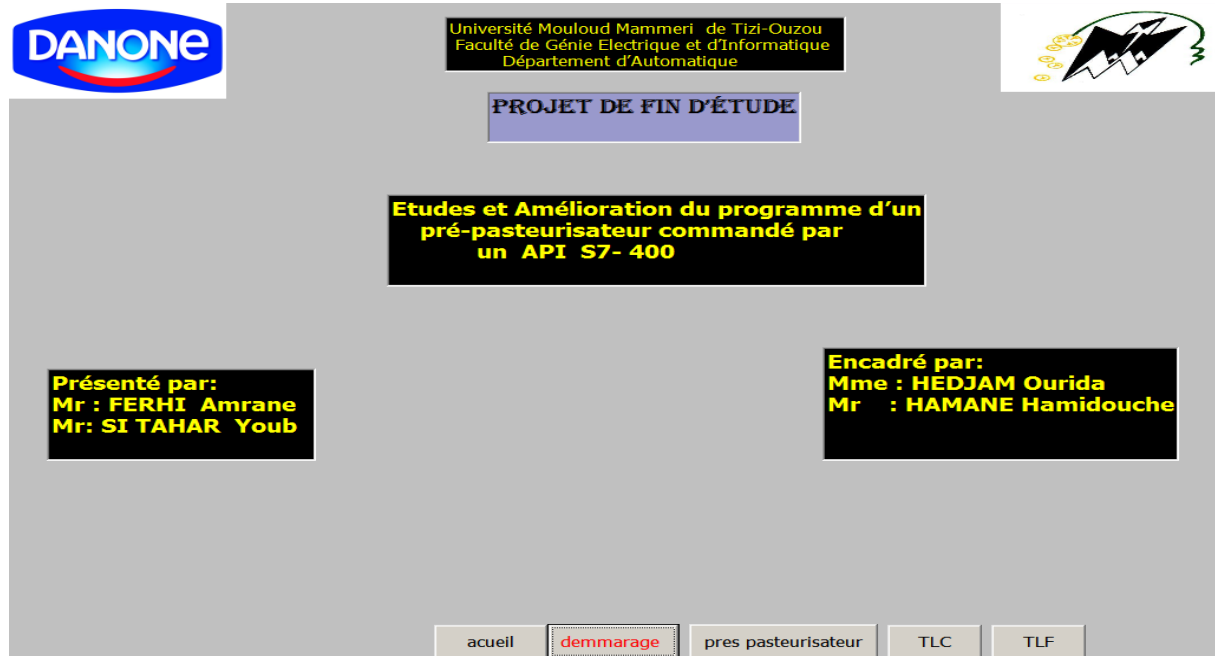 DANONE
Université Mouloud Mammeri de Tizi-Ouzou
Faculté de Génie Electrique et d'Informatique
Département d'Automatique
PROJET DE FIN D'ÉTUDE
Etudes et Amélioration du programme d'un
pré-pasteurisateur commandé par
un API S7- 400
Présenté par:
Mr : FERHI Amrane
Mr: SI TAHAR Youb
Encadré par:
Mme : HEDJAM Ourida
Mr : HAMANE Hamidouche
acueil demmarage pres pasteurisateur TLC TLF